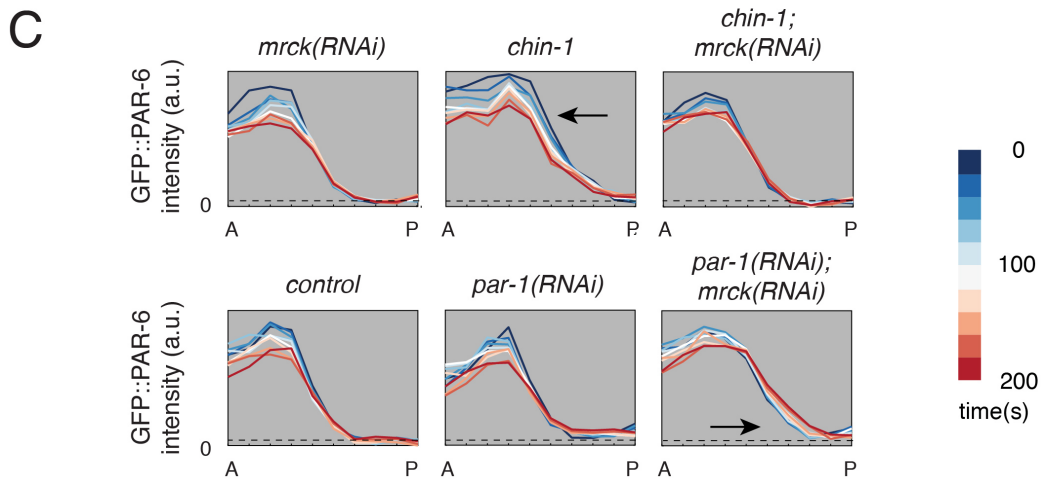 C
mrck(RNAi)
chin-1
chin-1;
mrck(RNAi)
GFP::PAR-6
intensity (a.u.)
0
A P
A P
A P
control
par-1(RNAi)
par-1(RNAi);
mrck(RNAi)
GFP::PAR-6
intensity (a.u.)
0
A P
A P
A P
0
100
200
time(s)